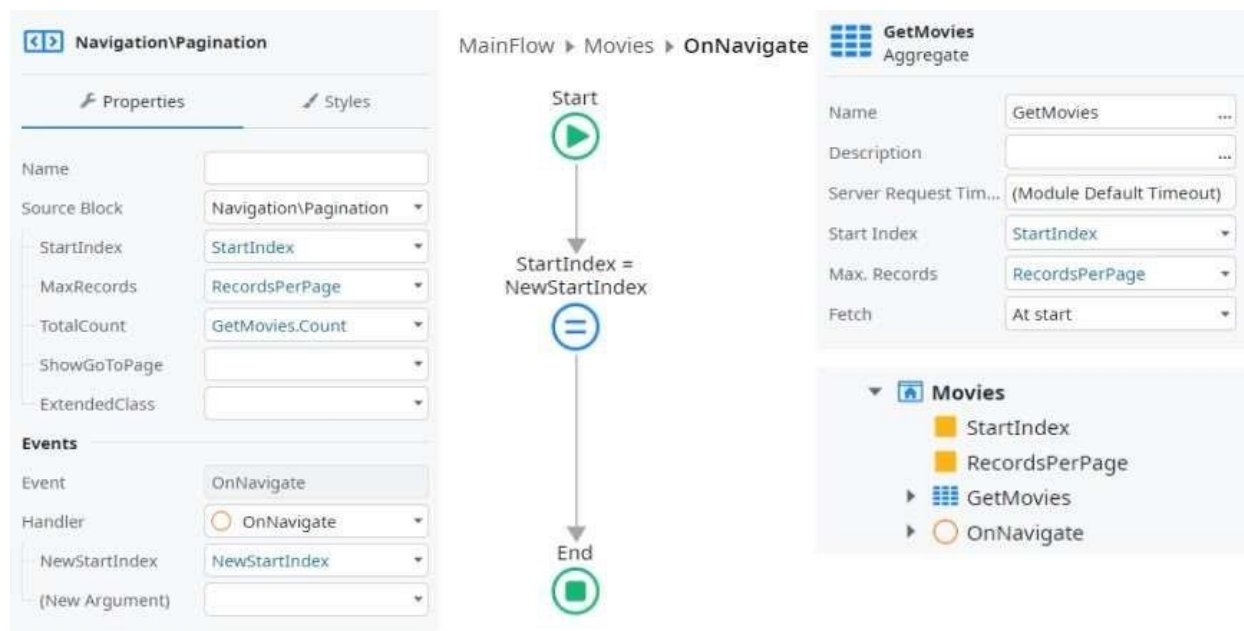 Navigation\Pagination
Properties
Styles
Name
Source Block Navigation\Pagination
StartIndex StartIndex
MaxRecords RecordsPerPage
TotalCount GetMovies.Count
ShowGoToPage
ExtendedClass
Events
Event OnNavigate
Handler OnNavigate
NewStartIndex NewStartIndex
(New Argument)
MainFlow Movies OnNavigate
Start
StartIndex =
NewStartIndex
End
GetMovies
Aggregate
Name GetMovies ...
Description ...
Server Request Tim... (Module Default Timeout)
Start Index StartIndex
Max. Records RecordsPerPage
Fetch At start
Movies
StartIndex
RecordsPerPage
GetMovies
OnNavigate